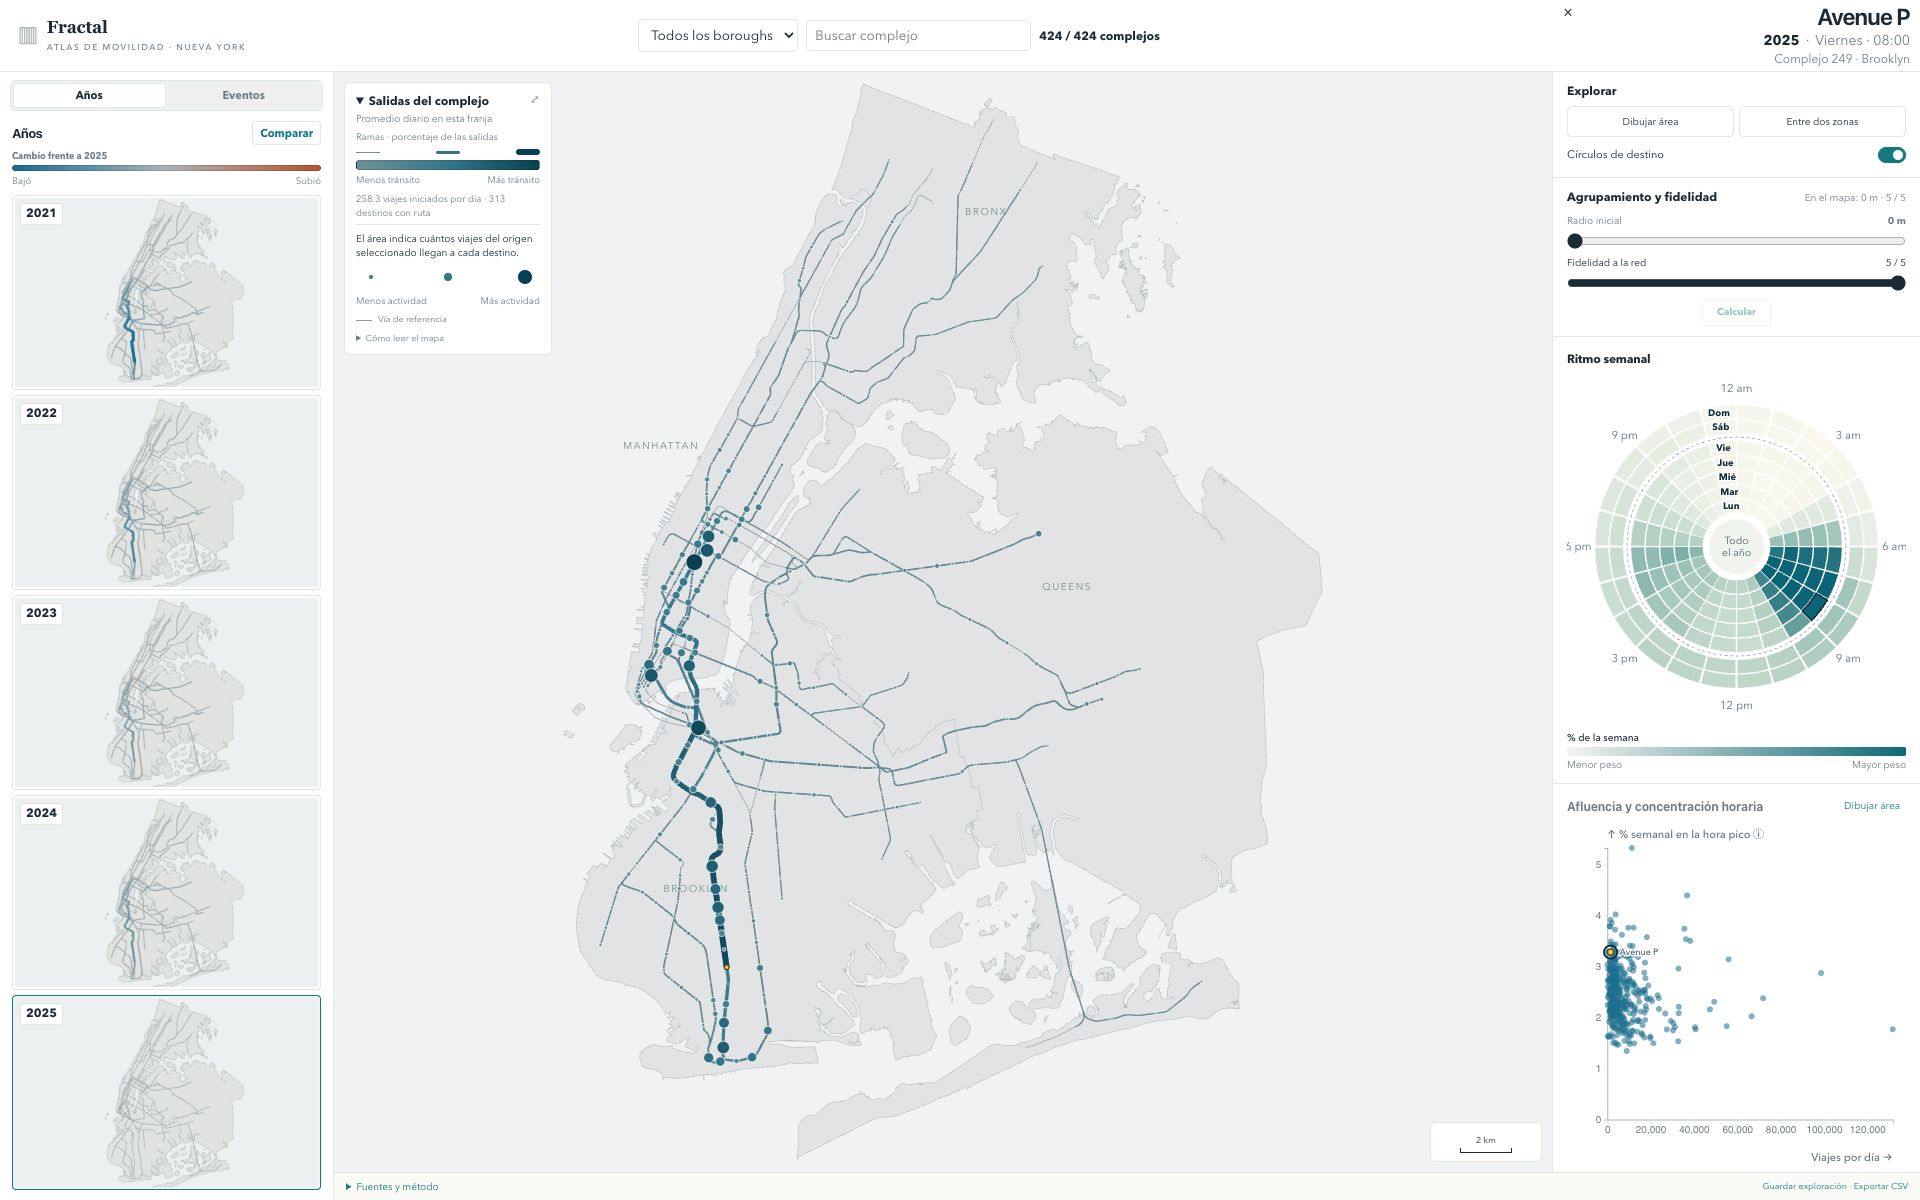 Fractal
ATLAS DE MOVILIDAD · NUEVA YORK
Todos los boroughs
Buscar complejo
424 / 424 complejos
×
Avenue P
2025 · Viernes · 08:00
Complejo 249 · Brooklyn
Años
Eventos
Años
Comparar
Cambio frente a 2025
Bajó
Subió
2021
2022
2023
2024
2025
▼ Salidas del complejo
Promedio diario en esta franja
Ramas · porcentaje de las salidas
Menos tránsito
Más tránsito
258.3 viajes iniciados por día · 313
destinos con ruta
El área indica cuántos viajes del origen
seleccionado llegan a cada destino.
Menos actividad
Más actividad
Vía de referencia
▶ Cómo leer el mapa
BRONX
MANHATTAN
QUEENS
BROOKLYN
2 km
▶ Fuentes y método
Explorar
Dibujar área
Entre dos zonas
Círculos de destino
Agrupamiento y fidelidad
En el mapa: 0 m · 5 / 5
Radio inicial
0 m
Fidelidad a la red
5 / 5
Calcular
Ritmo semanal
12 am
Dom
Sáb
9 pm
3 am
Vie
Jue
Mié
Mar
Lun
Todo
el año
6 pm
6 am
3 pm
9 am
12 pm
% de la semana
Menor peso
Mayor peso
Afluencia y concentración horaria
Dibujar área
↑ % semanal en la hora pico ⓘ
5
4
Avenue P
3
2
1
0
0
20,000
40,000
60,000
80,000
100,000
120,000
Viajes por día →
Guardar exploración · Exportar CSV